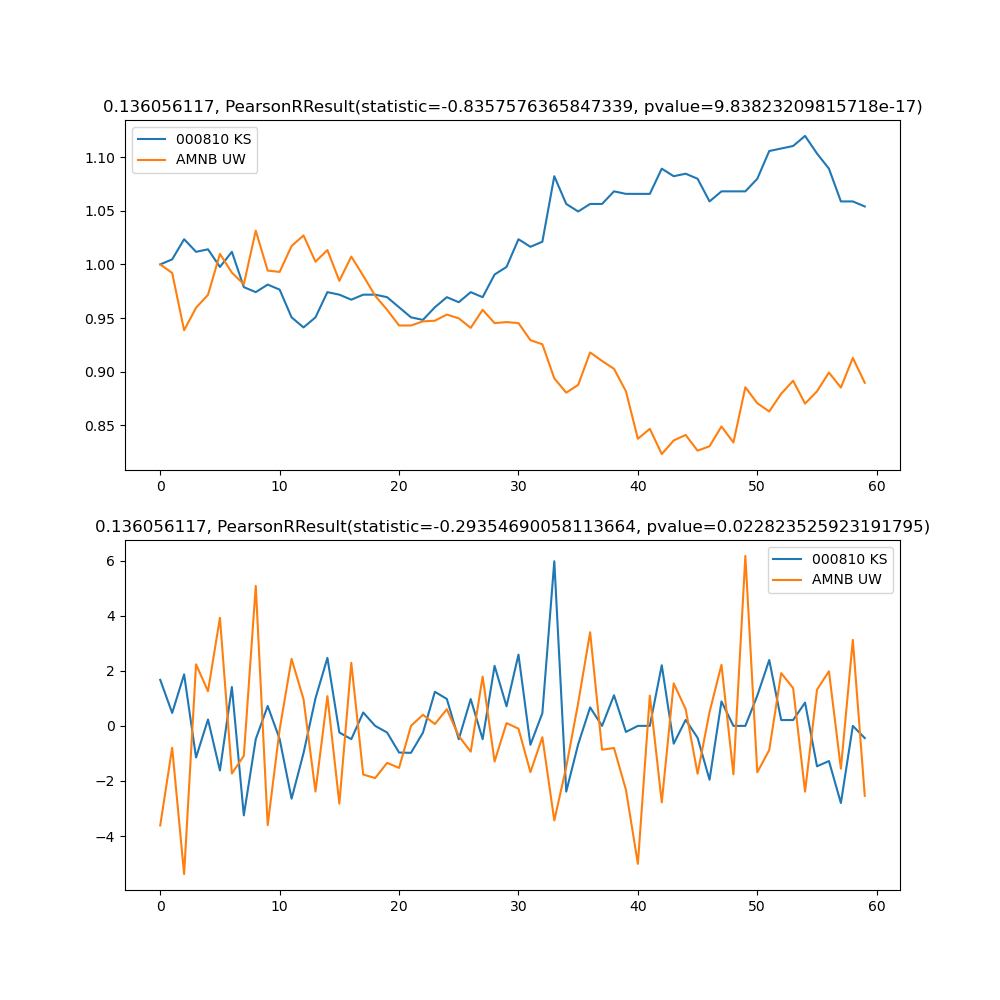 0.136056117, PearsonRResult(statistic=-0.8357576365847339, pvalue=9.83823209815718e-17)
000810 KS
AMNB UW
1.10
1.05
1.00
0.95
0.90
0.85
0 10 20 30 40 50 60
0.136056117, PearsonRResult(statistic=-0.29354690058113664, pvalue=0.022823525923191795)
000810 KS
AMNB UW
6
4
2
0
−2
−4
0 10 20 30 40 50 60